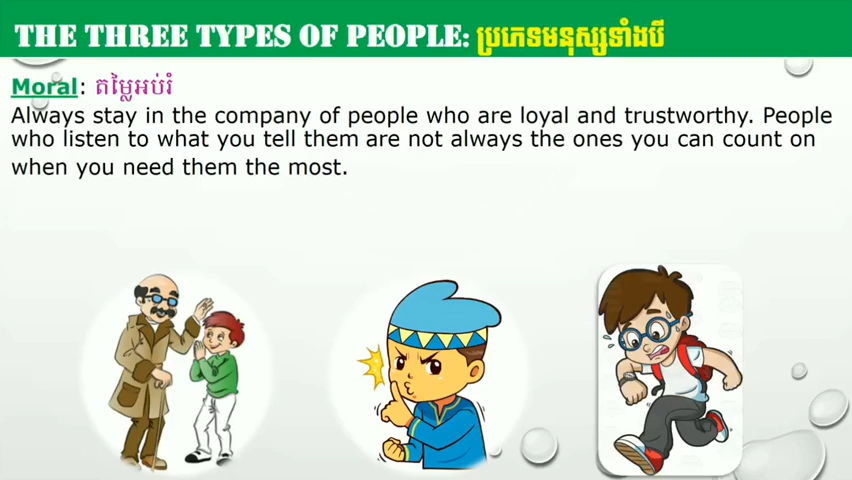 THE THREE TYPES OF PEOPLE: ប្រភេទមនុស្សទាំងបី
Moral: តម្លៃអប់រំ
Always stay in the company of people who are loyal and trustworthy. People
who listen to what you tell them are not always the ones you can count on
when you need them the most.